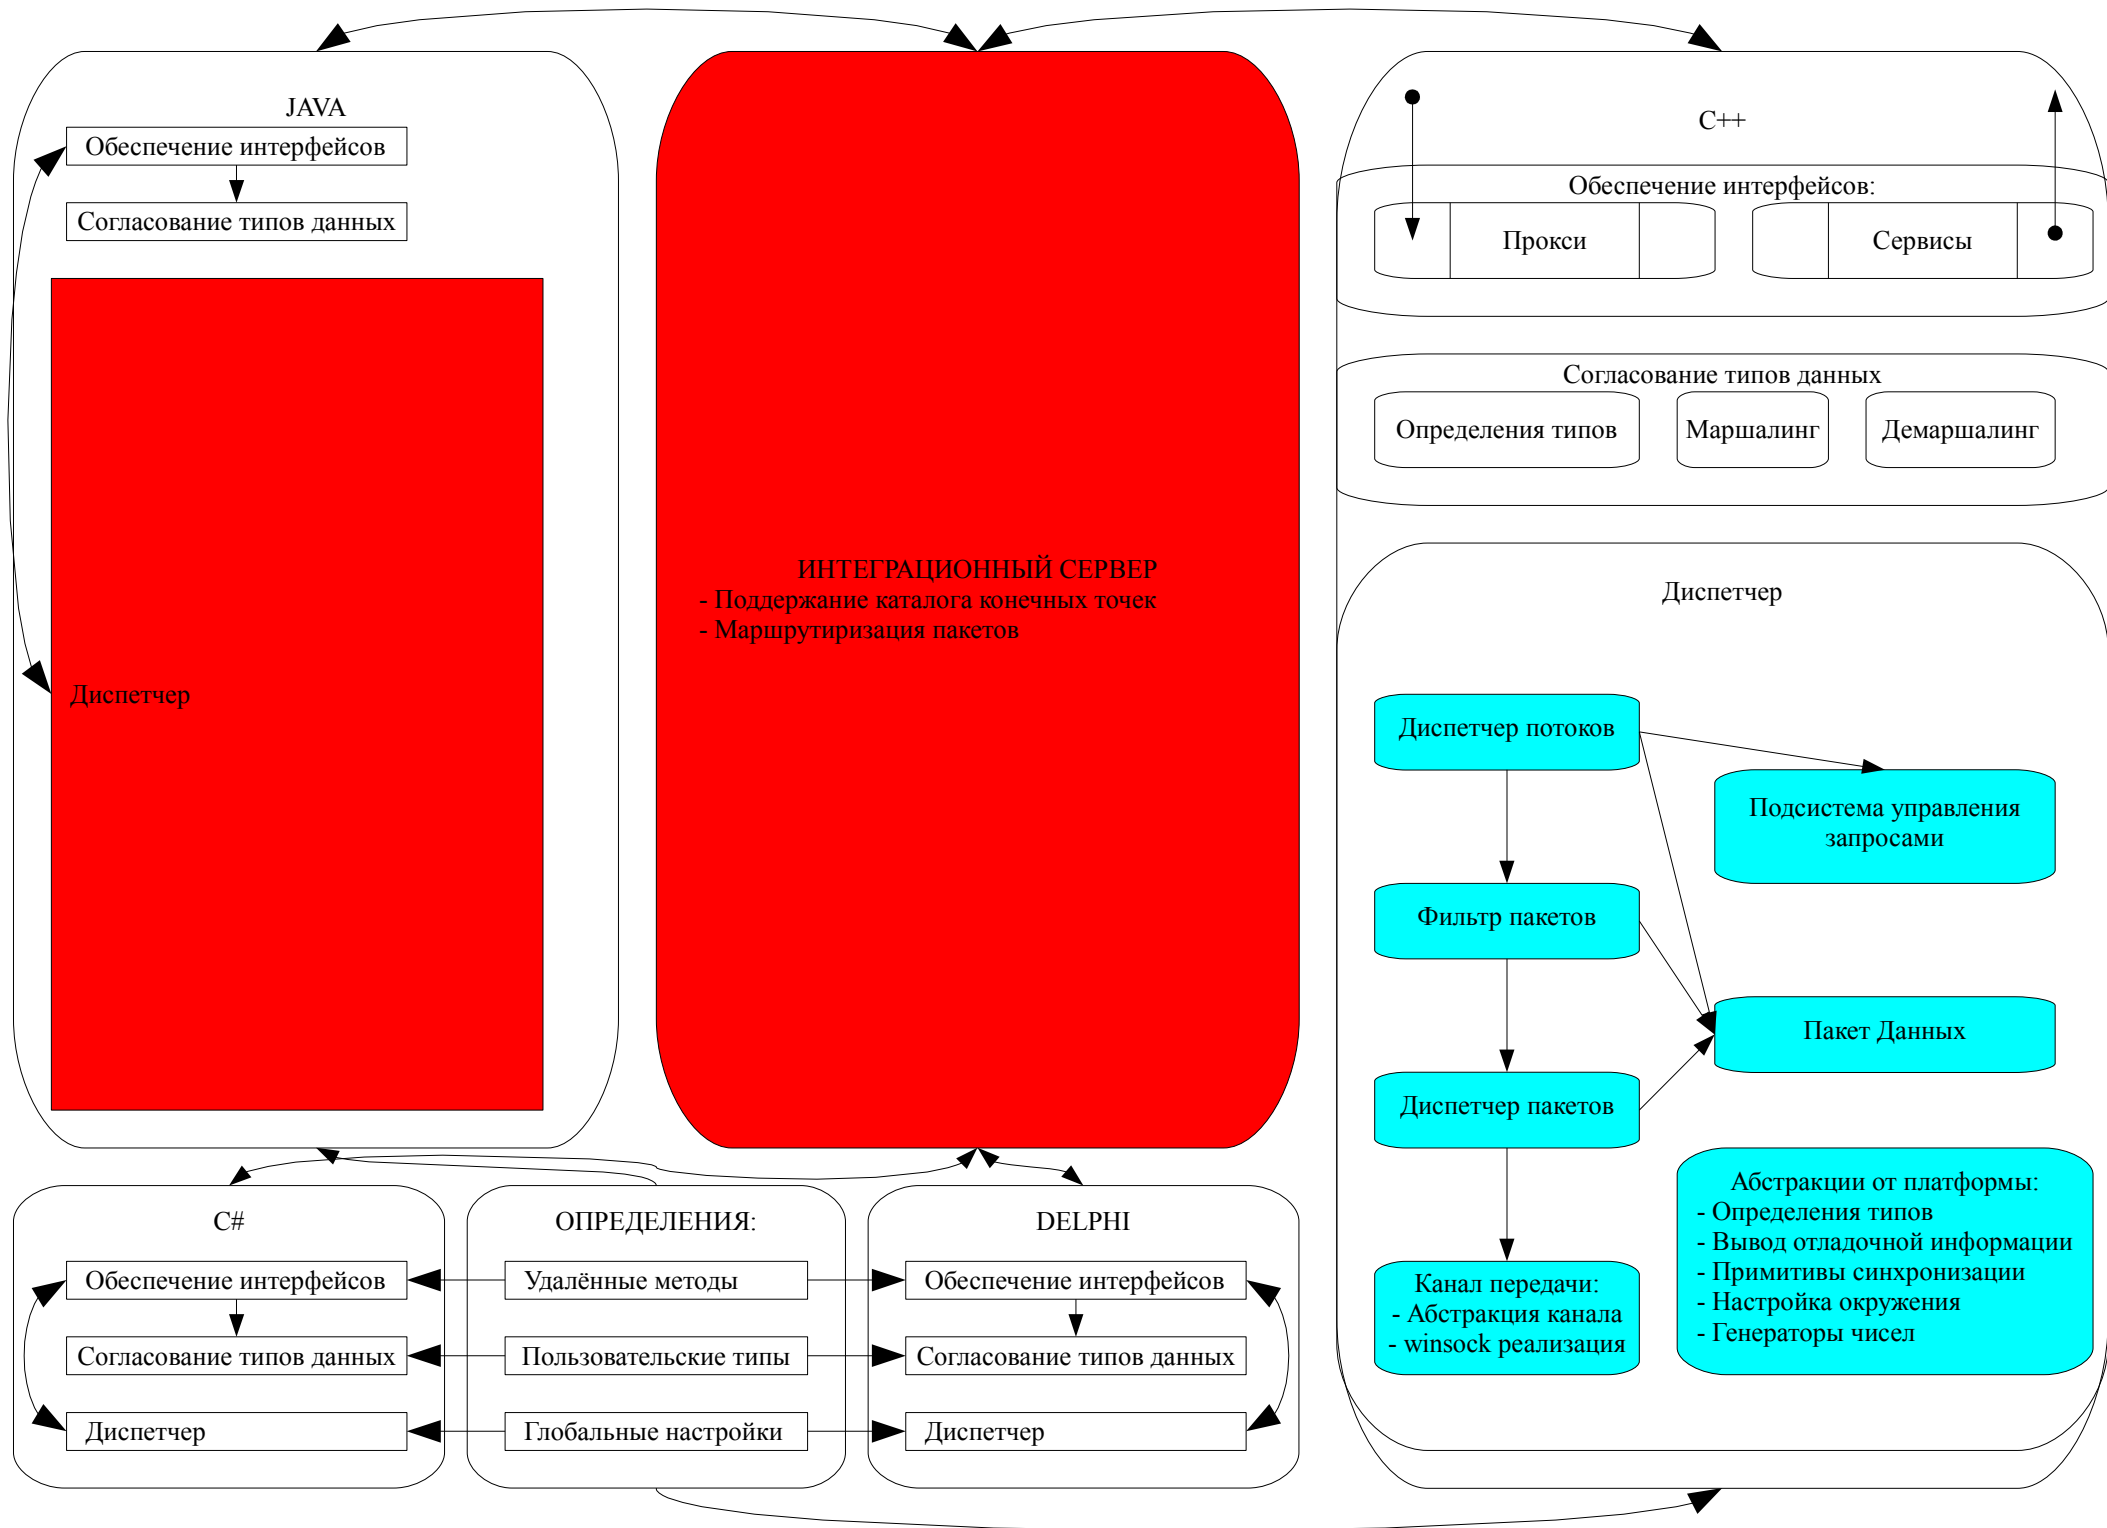 JAVA
Обеспечение интерфейсов
Согласование типов данных
Диспетчер
ИНТЕГРАЦИОННЫЙ СЕРВЕР
- Поддержание каталога конечных точек
- Маршрутиризация пакетов
C++
Обеспечение интерфейсов:
Прокси
Сервисы
Согласование типов данных
Определения типов
Маршалинг
Демаршалинг
Диспетчер
Диспетчер потоков
Подсистема управления
запросами
Фильтр пакетов
Пакет Данных
Диспетчер пакетов
Абстракции от платформы:
- Определения типов
- Вывод отладочной информации
- Примитивы синхронизации
- Настройка окружения
- Генераторы чисел
Канал передачи:
- Абстракция канала
- winsock реализация
C#
Обеспечение интерфейсов
Согласование типов данных
Диспетчер
ОПРЕДЕЛЕНИЯ:
Удалённые методы
Пользовательские типы
Глобальные настройки
DELPHI
Обеспечение интерфейсов
Согласование типов данных
Диспетчер